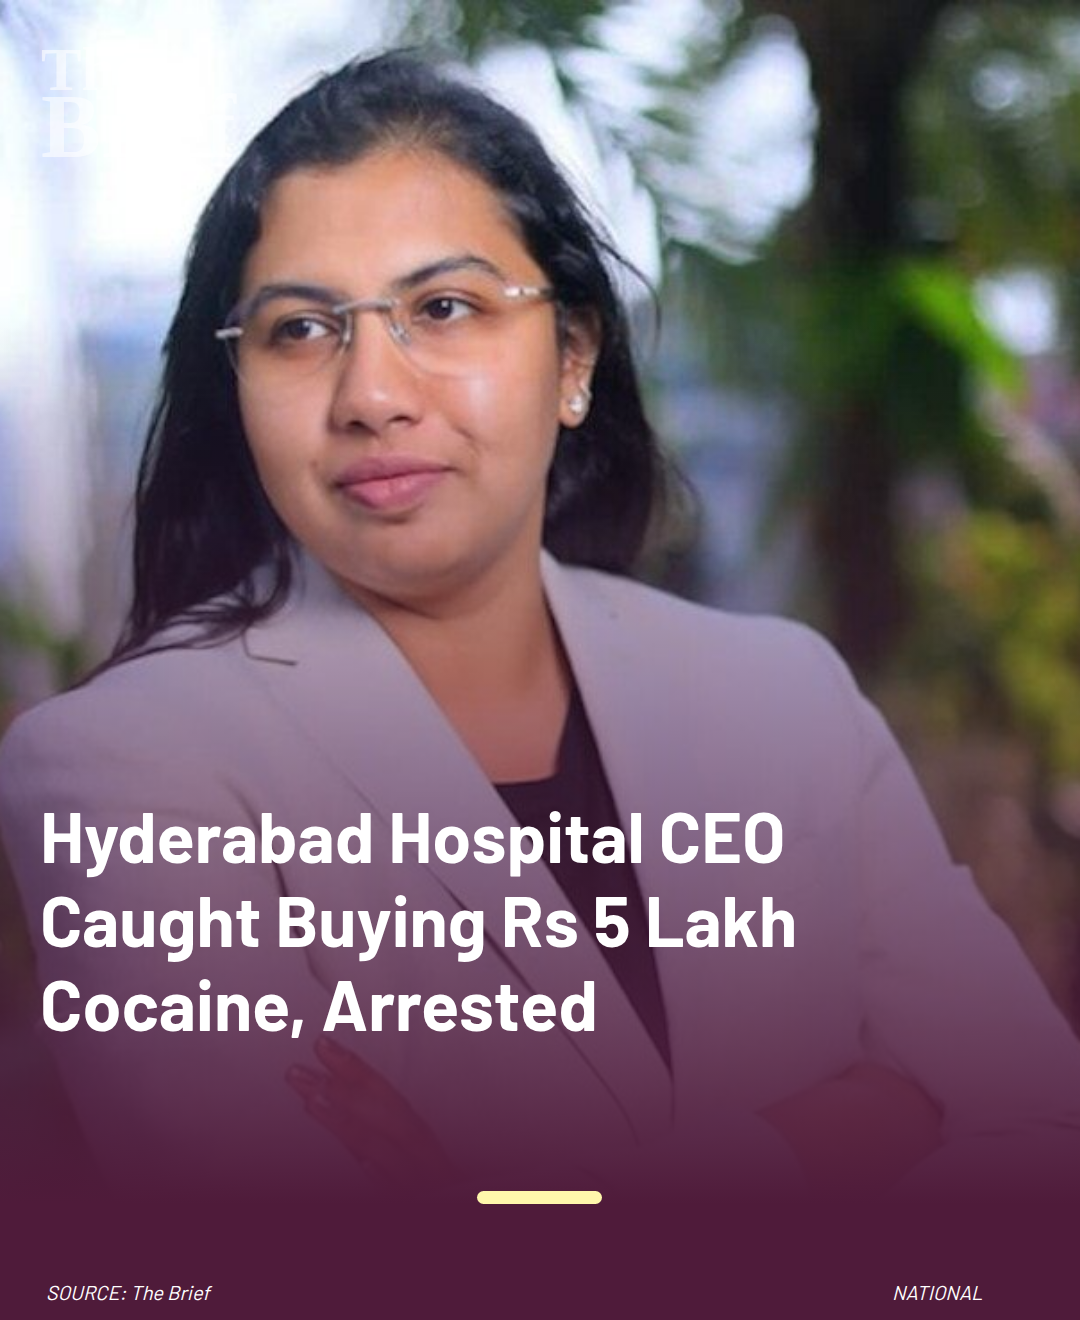 Hyderabad Hospital CEO
Caught Buying Rs 5 Lakh
Cocaine, Arrested
SOURCE: The Brief
NATIONAL